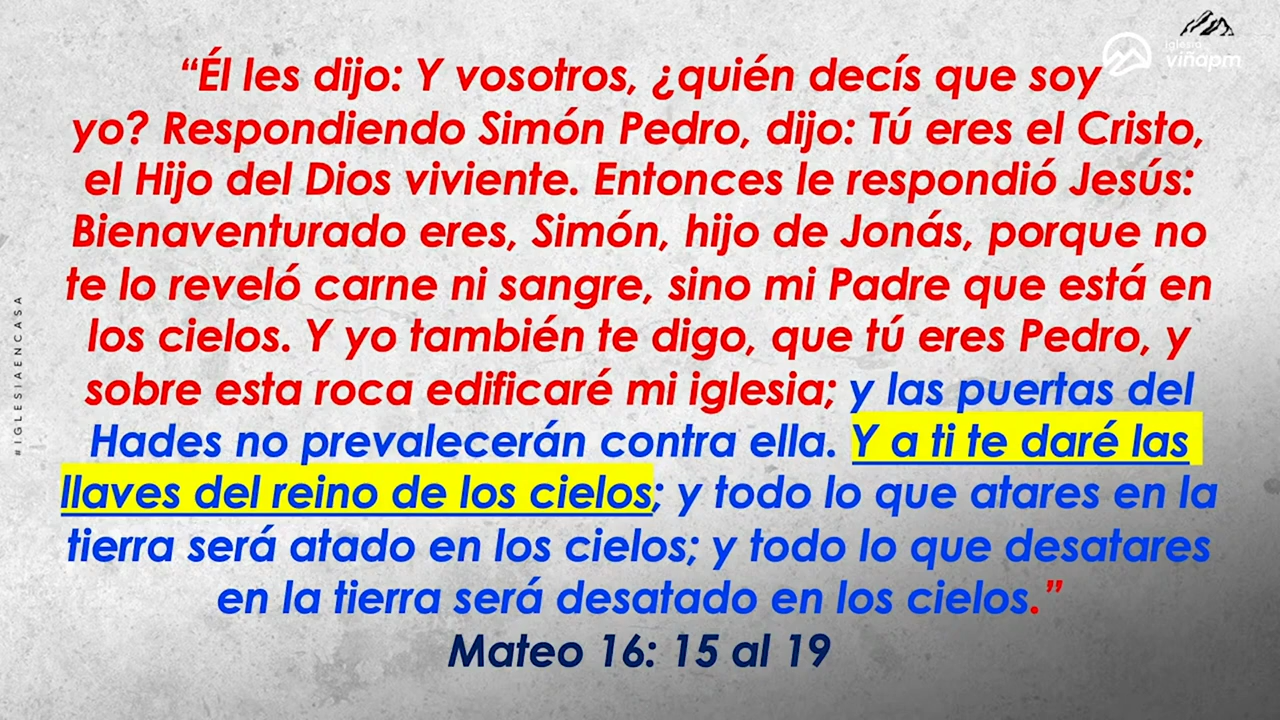 iglesia
viñapm
“Él les dijo: Y vosotros, ¿quién decís que soy
yo? Respondiendo Simón Pedro, dijo: Tú eres el Cristo,
el Hijo del Dios viviente. Entonces le respondió Jesús:
Bienaventurado eres, Simón, hijo de Jonás, porque no
te lo reveló carne ni sangre, sino mi Padre que está en
los cielos. Y yo también te digo, que tú eres Pedro, y
sobre esta roca edificaré mi iglesia; y las puertas del
Hades no prevalecerán contra ella. Y a ti te daré las
llaves del reino de los cielos; y todo lo que atares en la
tierra será atado en los cielos; y todo lo que desatares
en la tierra será desatado en los cielos.”
Mateo 16: 15 al 19
#IGLESIAENCASA